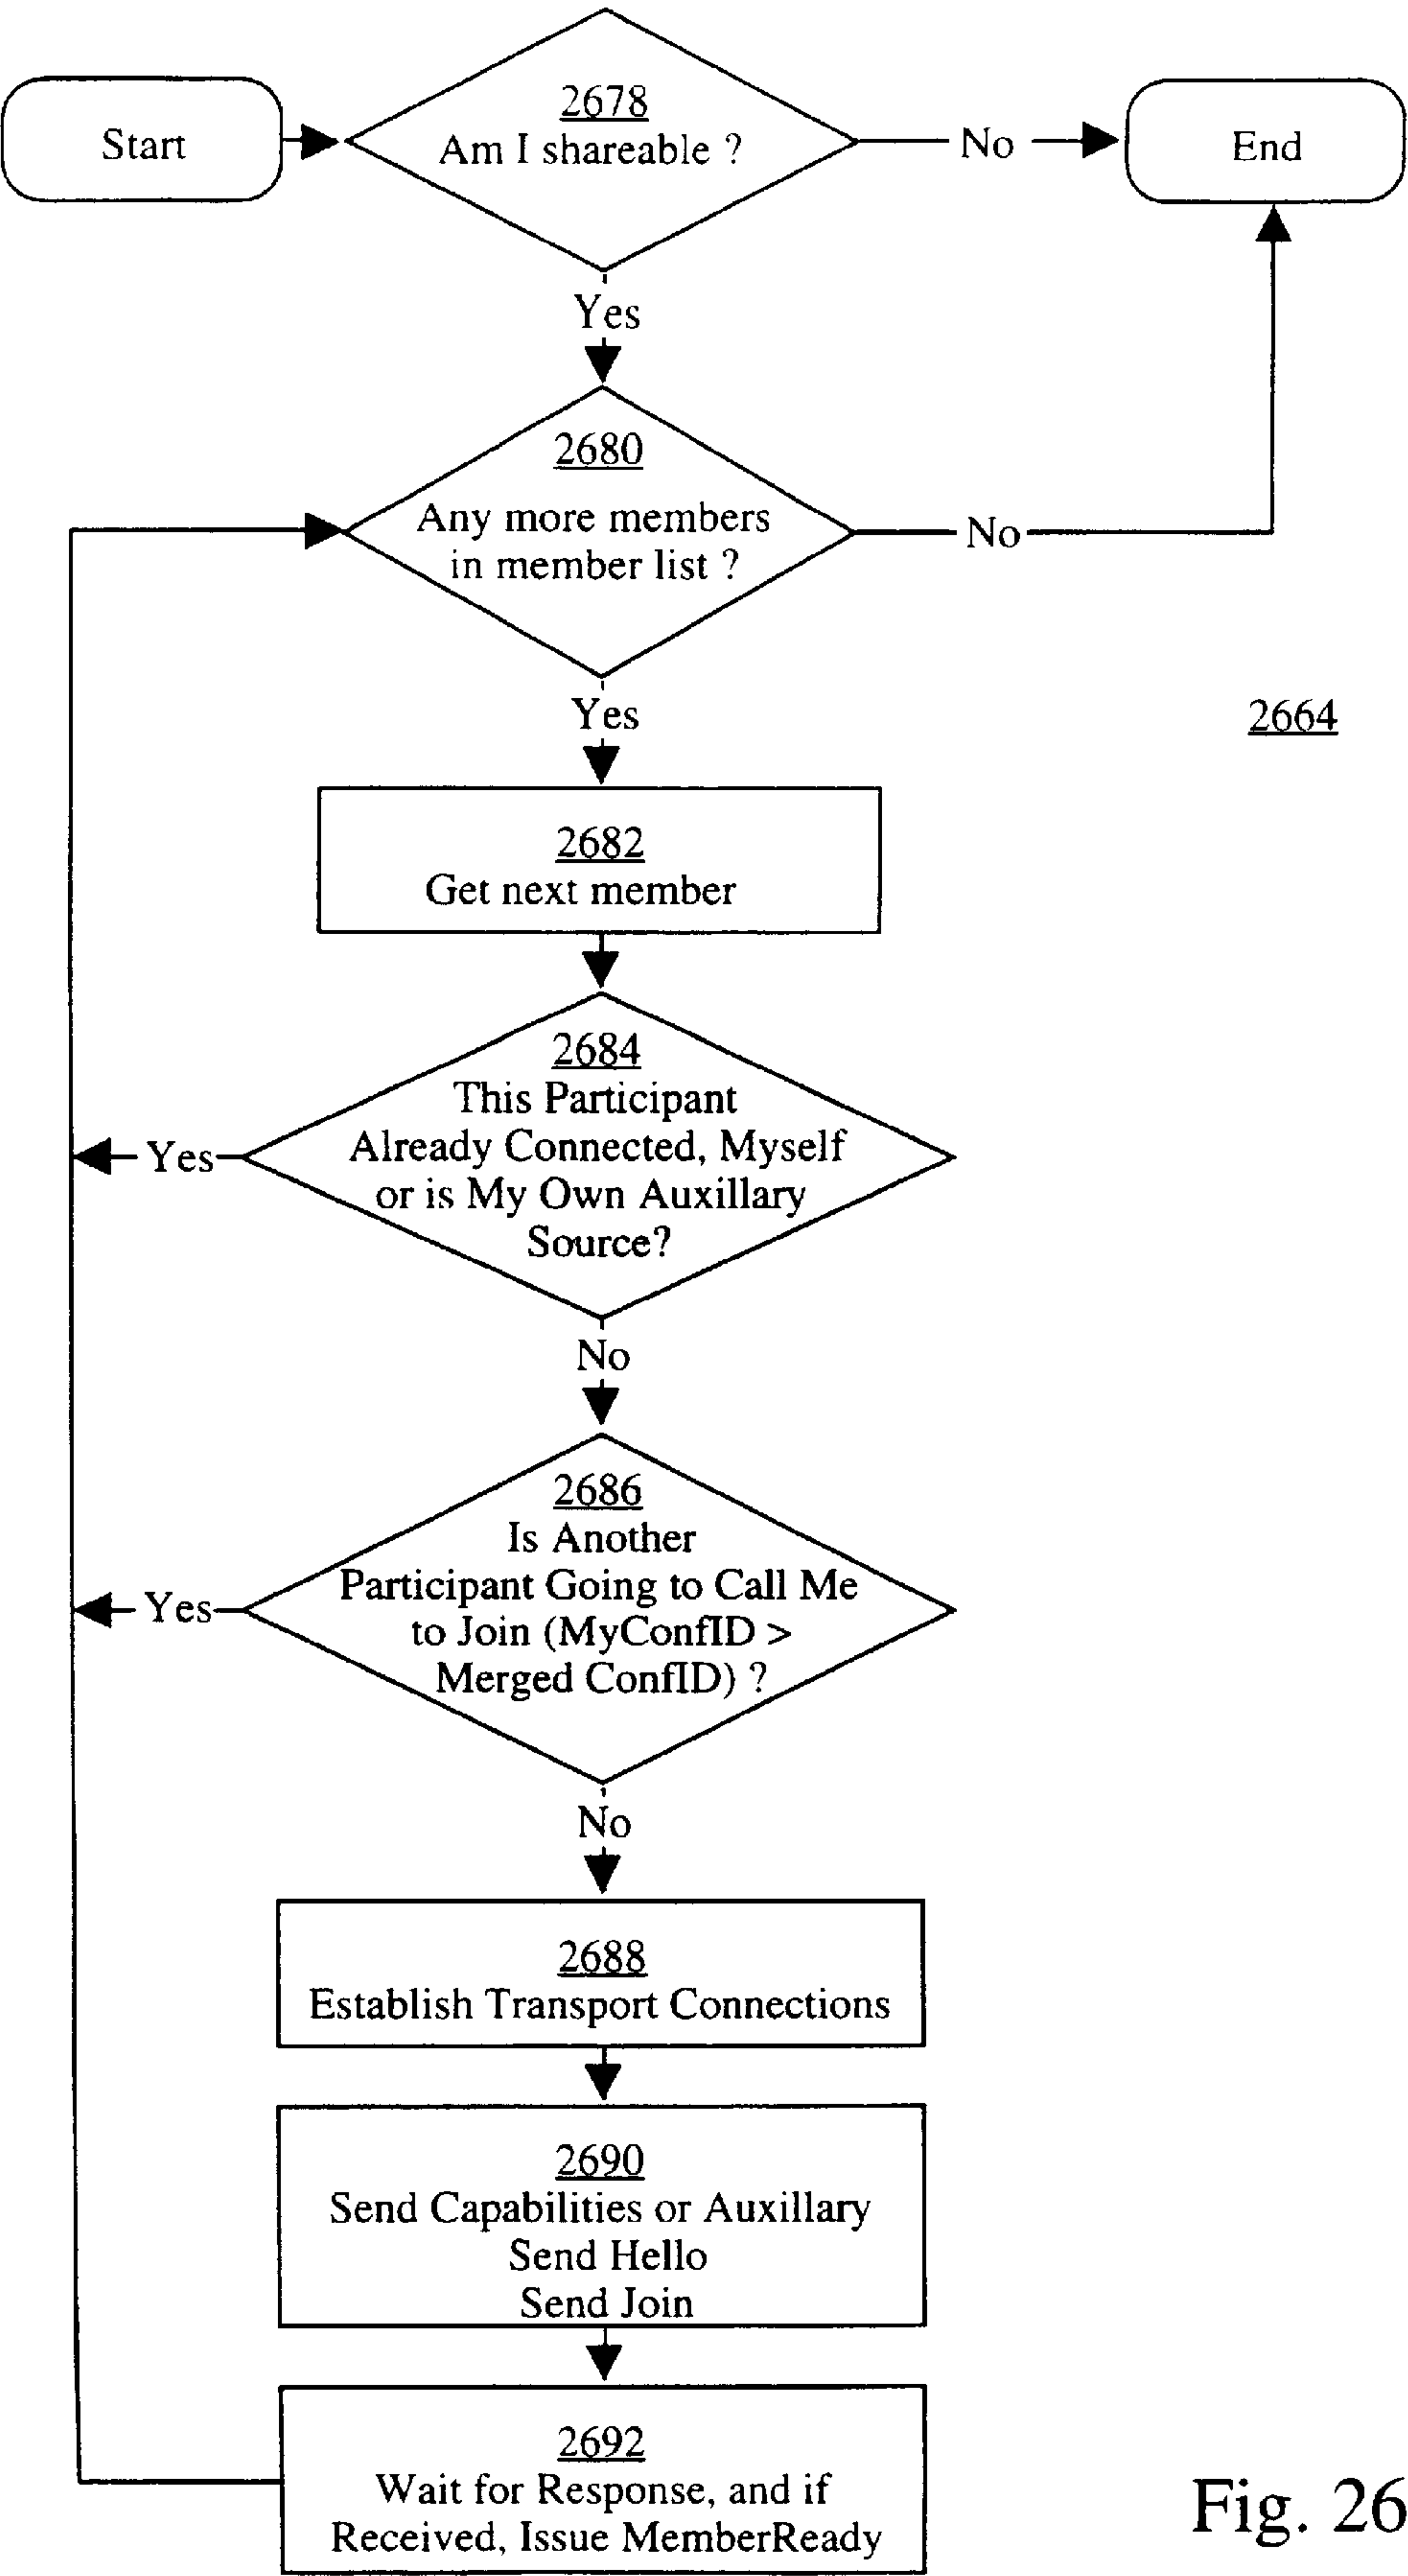 Start
2678
Am I shareable ?
No
End
Yes
2680
Any more members
in member list ?
No
Yes
2664
2682
Get next member
2684
This Participant
Already Connected, Myself
or is My Own Auxillary
Source?
Yes
No
2686
Is Another
Participant Going to Call Me
to Join (MyConfID >
Merged ConfID) ?
Yes
No
2688
Establish Transport Connections
2690
Send Capabilities or Auxillary
Send Hello
Send Join
2692
Wait for Response, and if
Received, Issue MemberReady
Fig. 26